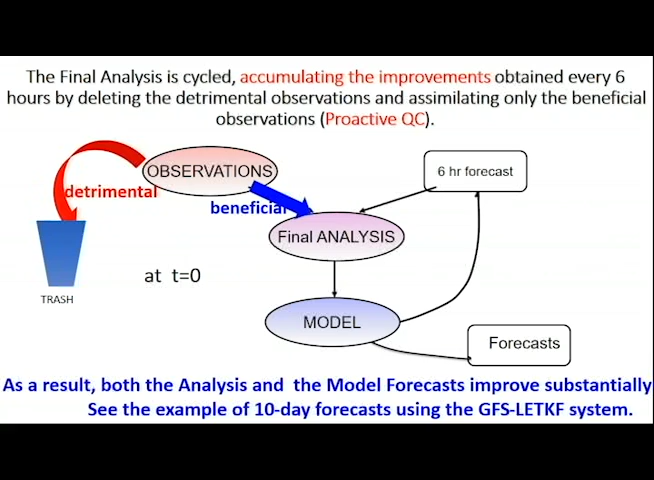 The Final Analysis is cycled, accumulating the improvements obtained every 6
hours by deleting the detrimental observations and assimilating only the beneficial
observations (Proactive QC).
OBSERVATIONS
6 hr forecast
detrimental
beneficial
Final ANALYSIS
at t=0
TRASH
MODEL
Forecasts
As a result, both the Analysis and the Model Forecasts improve substantially
See the example of 10-day forecasts using the GFS-LETKF system.